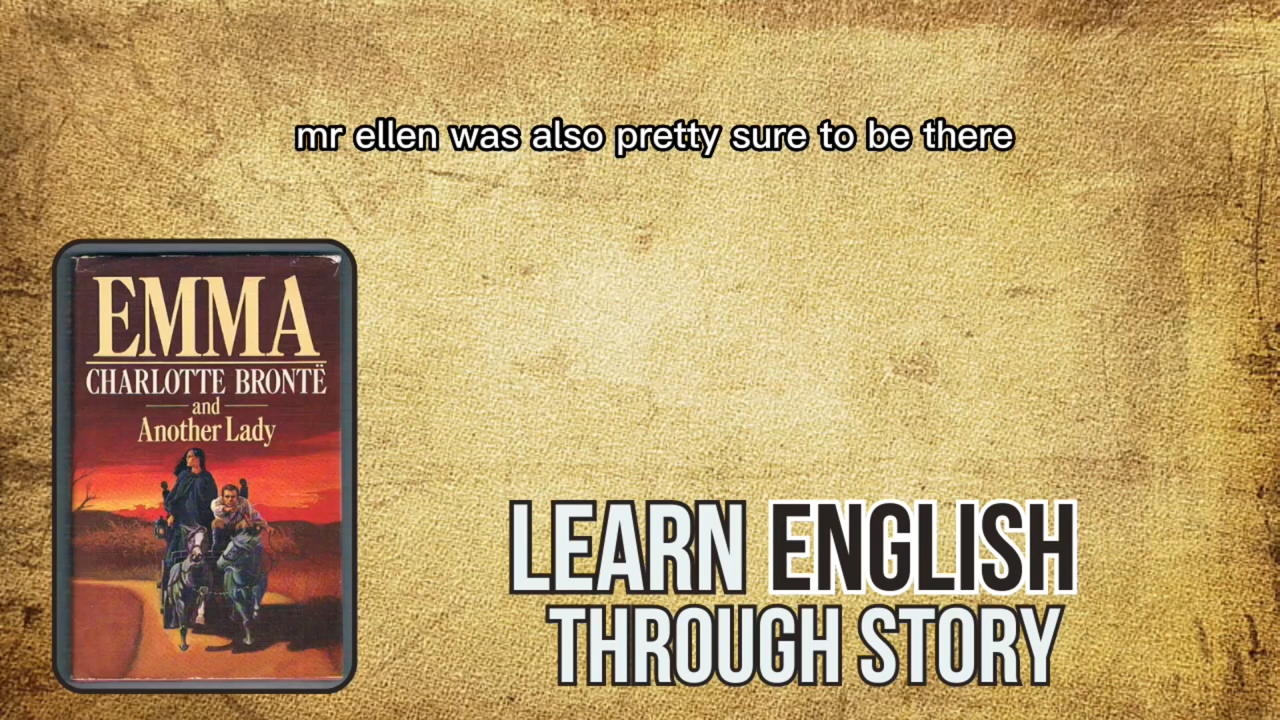 mr ellen was also pretty sure to be there
EMMA
CHARLOTTE BRONTË
and
Another Lady
LEARN ENGLISH
THROUGH STORY